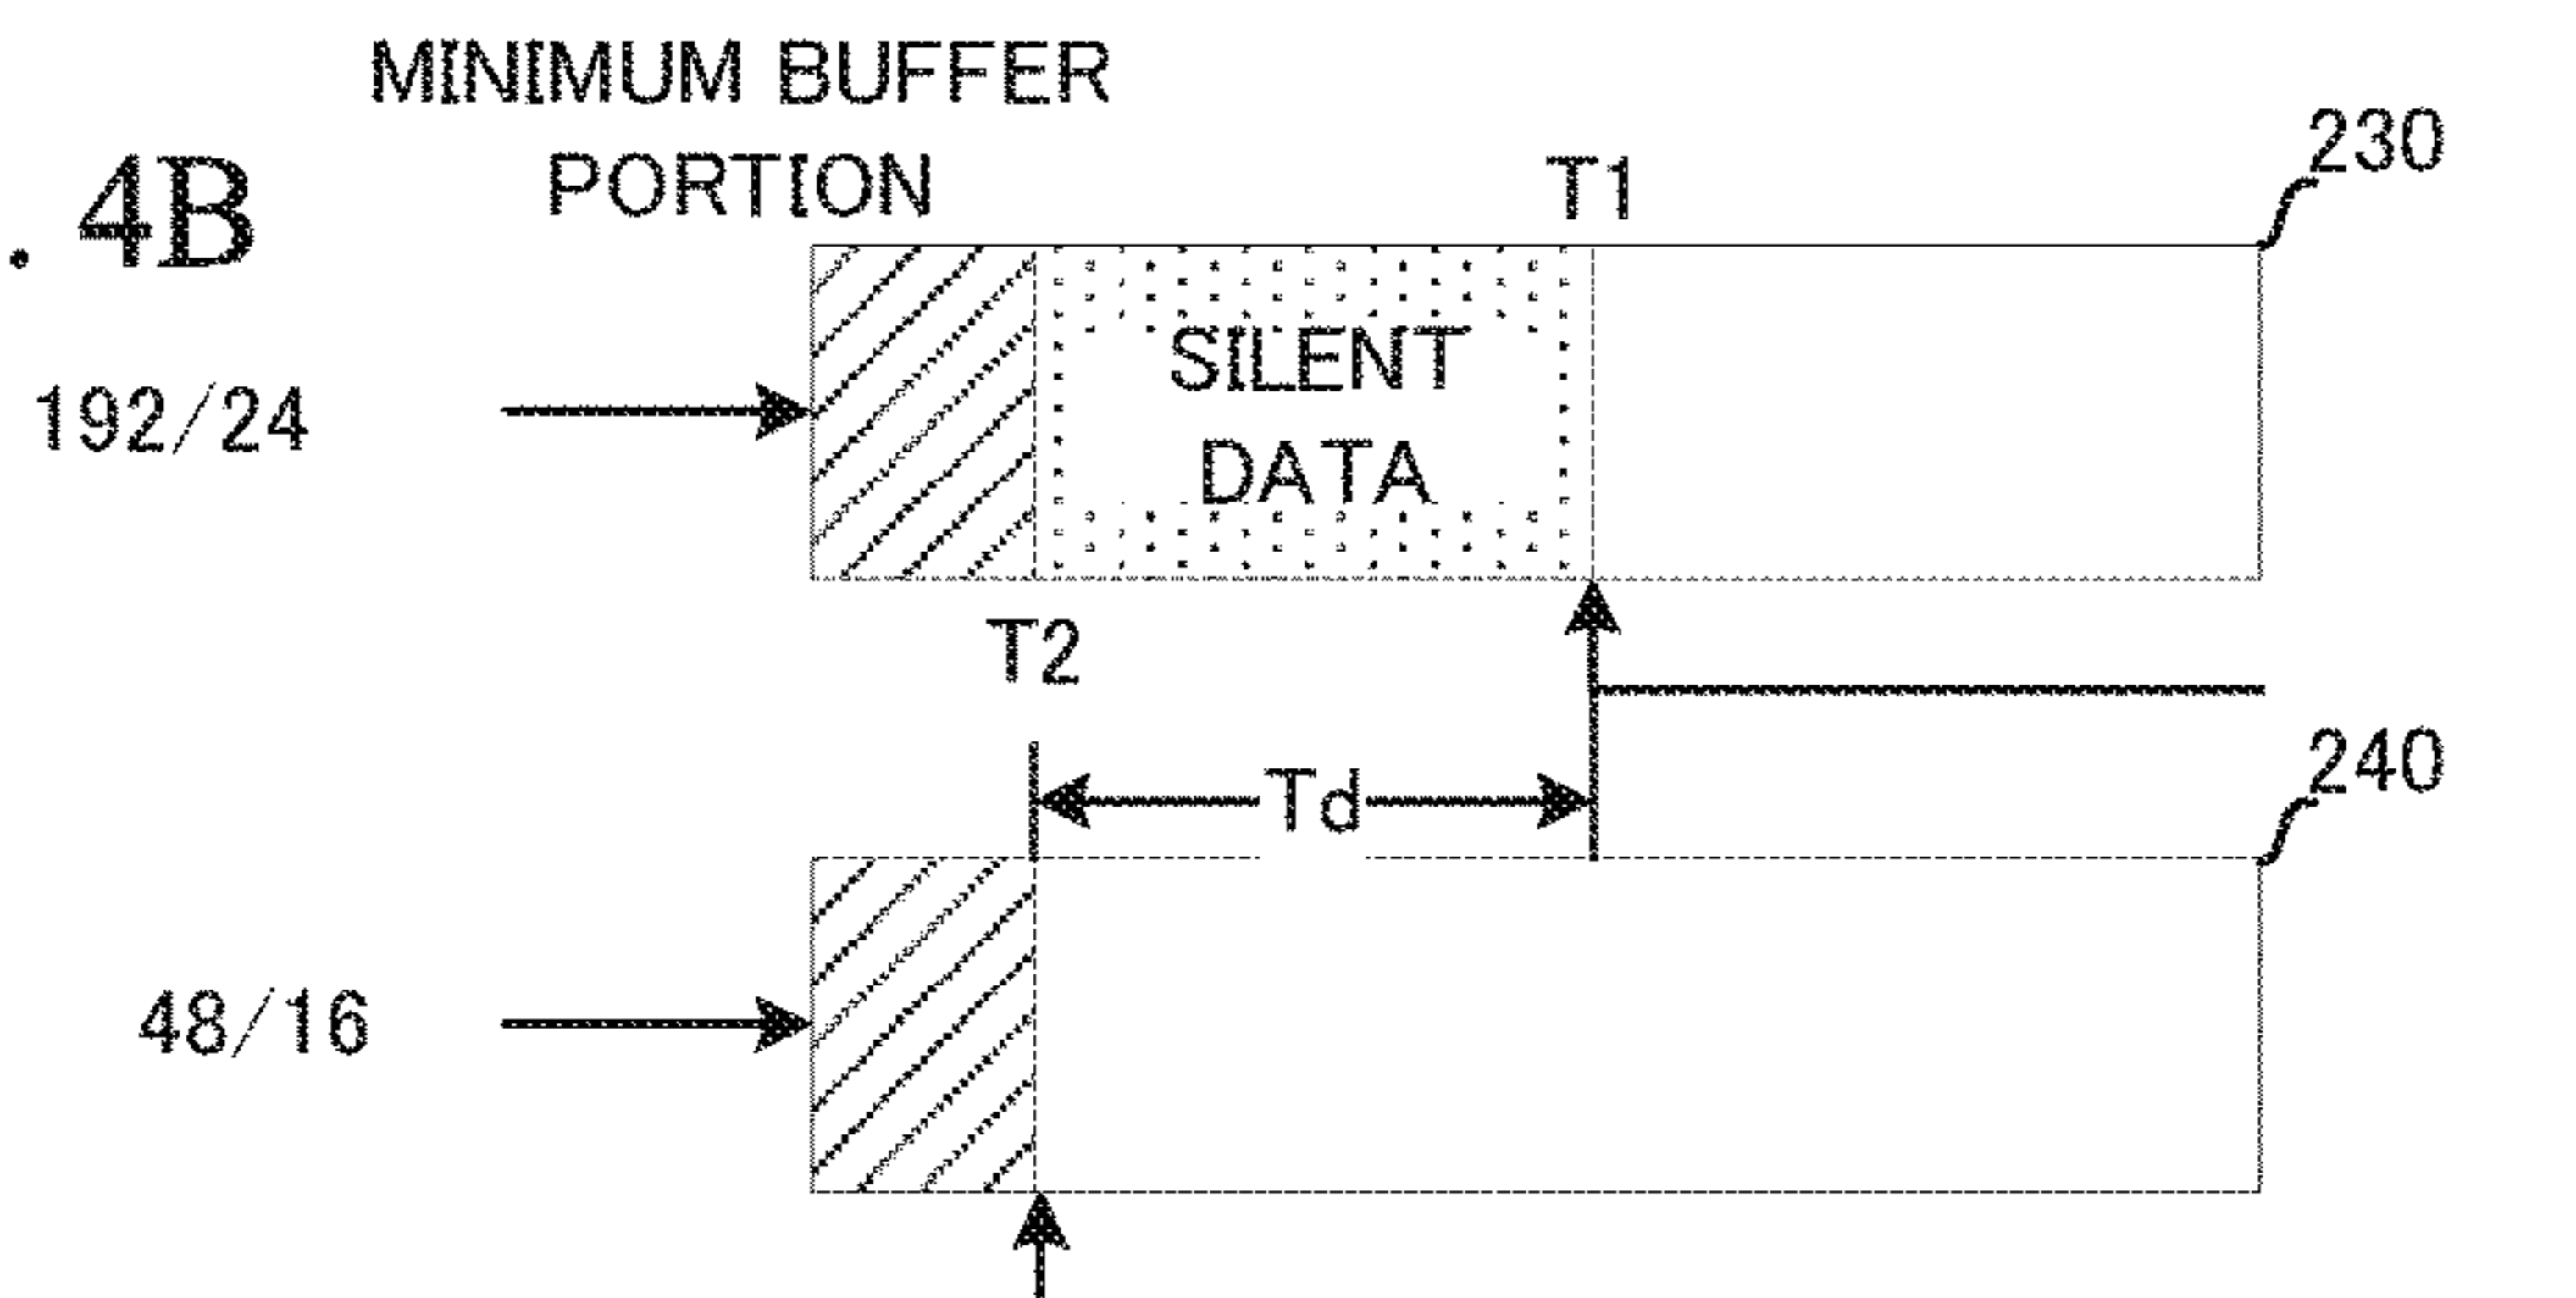 MINIMUM BUFFER
PORTION
. 4B
T1
230
192/24
SILENT
DATA
T2
Td
240
48/16